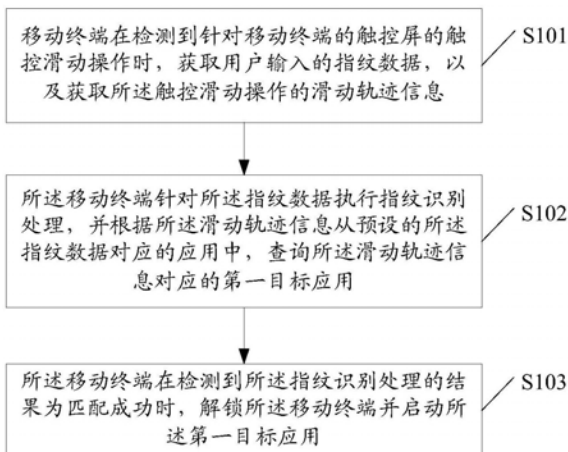 移动终端在检测到针对移动终端的触控屏的触
控滑动操作时，获取用户输入的指纹数据，以
及获取所述触控滑动操作的滑动轨迹信息
S101
所述移动终端针对所述指纹数据执行指纹识别
处理，并根据所述滑动轨迹信息从预设的所述
指纹数据对应的应用中，查询所述滑动轨迹信
息对应的第一目标应用
S102
所述移动终端在检测到所述指纹识别处理的结
果为匹配成功时，解锁所述移动终端并启动所
述第一目标应用
S103